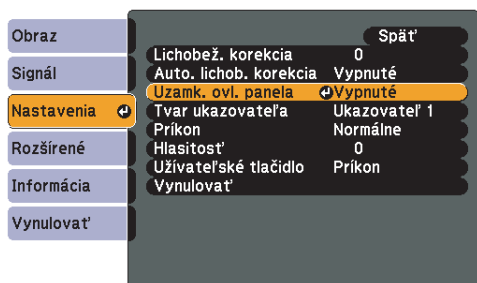 Obraz
Signál
Nastavenia
Rozšírené
Informácia
Vynulovať
Späť
Lichobež. korekcia 0
Auto. lichob. korekcia Vypnuté
Uzamk. ovl. panela Vypnuté
Tvar ukazovateľa Ukazovateľ 1
Príkon Normálne
Hlasitosť 0
Užívateľské tlačidlo Príkon
Vynulovať